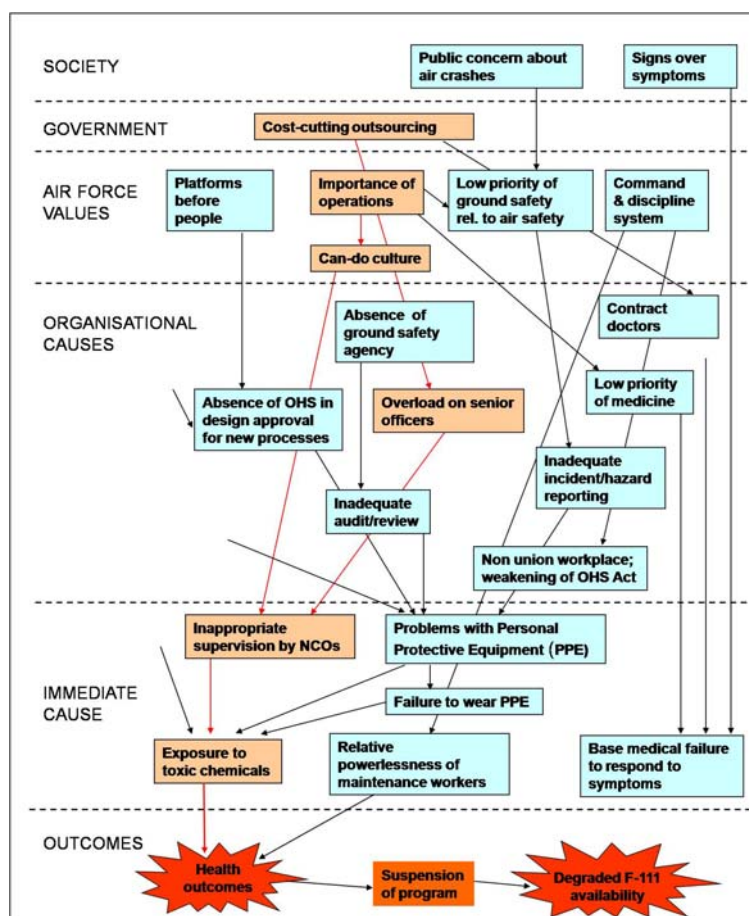 SOCIETY
Public concern about
air crashes
Signs over
symptoms
GOVERNMENT
Cost-cutting outsourcing
AIR FORCE
VALUES
Platforms
before
people
Importance of
operations
Low priority of
ground safety
rel. to air safety
Command
& discipline
system
Can-do culture
ORGANISATIONAL
CAUSES
Absence of
ground safety
agency
Contract
doctors
Low priority
of medicine
Absence of OHS in
design approval
for new processes
Overload on senior
officers
Inadequate
incident/hazard
reporting
Inadequate
audit/review
Non union workplace;
weakening of OHS Act
IMMEDIATE
CAUSE
Inappropriate
supervision by NCOs
Problems with Personal
Protective Equipment (PPE)
Failure to wear PPE
Exposure to
toxic chemicals
Relative
powerlessness of
maintenance workers
Base medical failure
to respond to
symptoms
OUTCOMES
Health
outcomes
Suspension
of program
Degraded F-111
availability